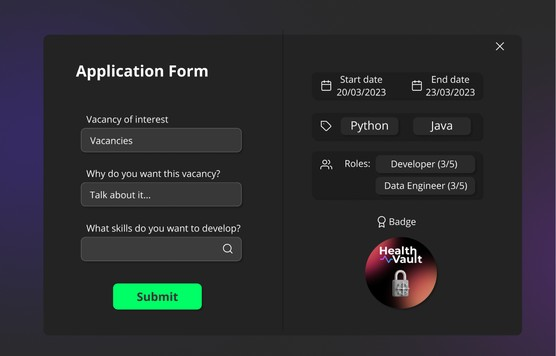 Application Form
Vacancy of interest
Vacancies
Why do you want this vacancy?
Talk about it...
What skills do you want to develop?
Submit
Start date
20/03/2023
End date
23/03/2023
Python
Java
Roles:
Developer (3/5)
Data Engineer (3/5)
Badge
Health
Vault